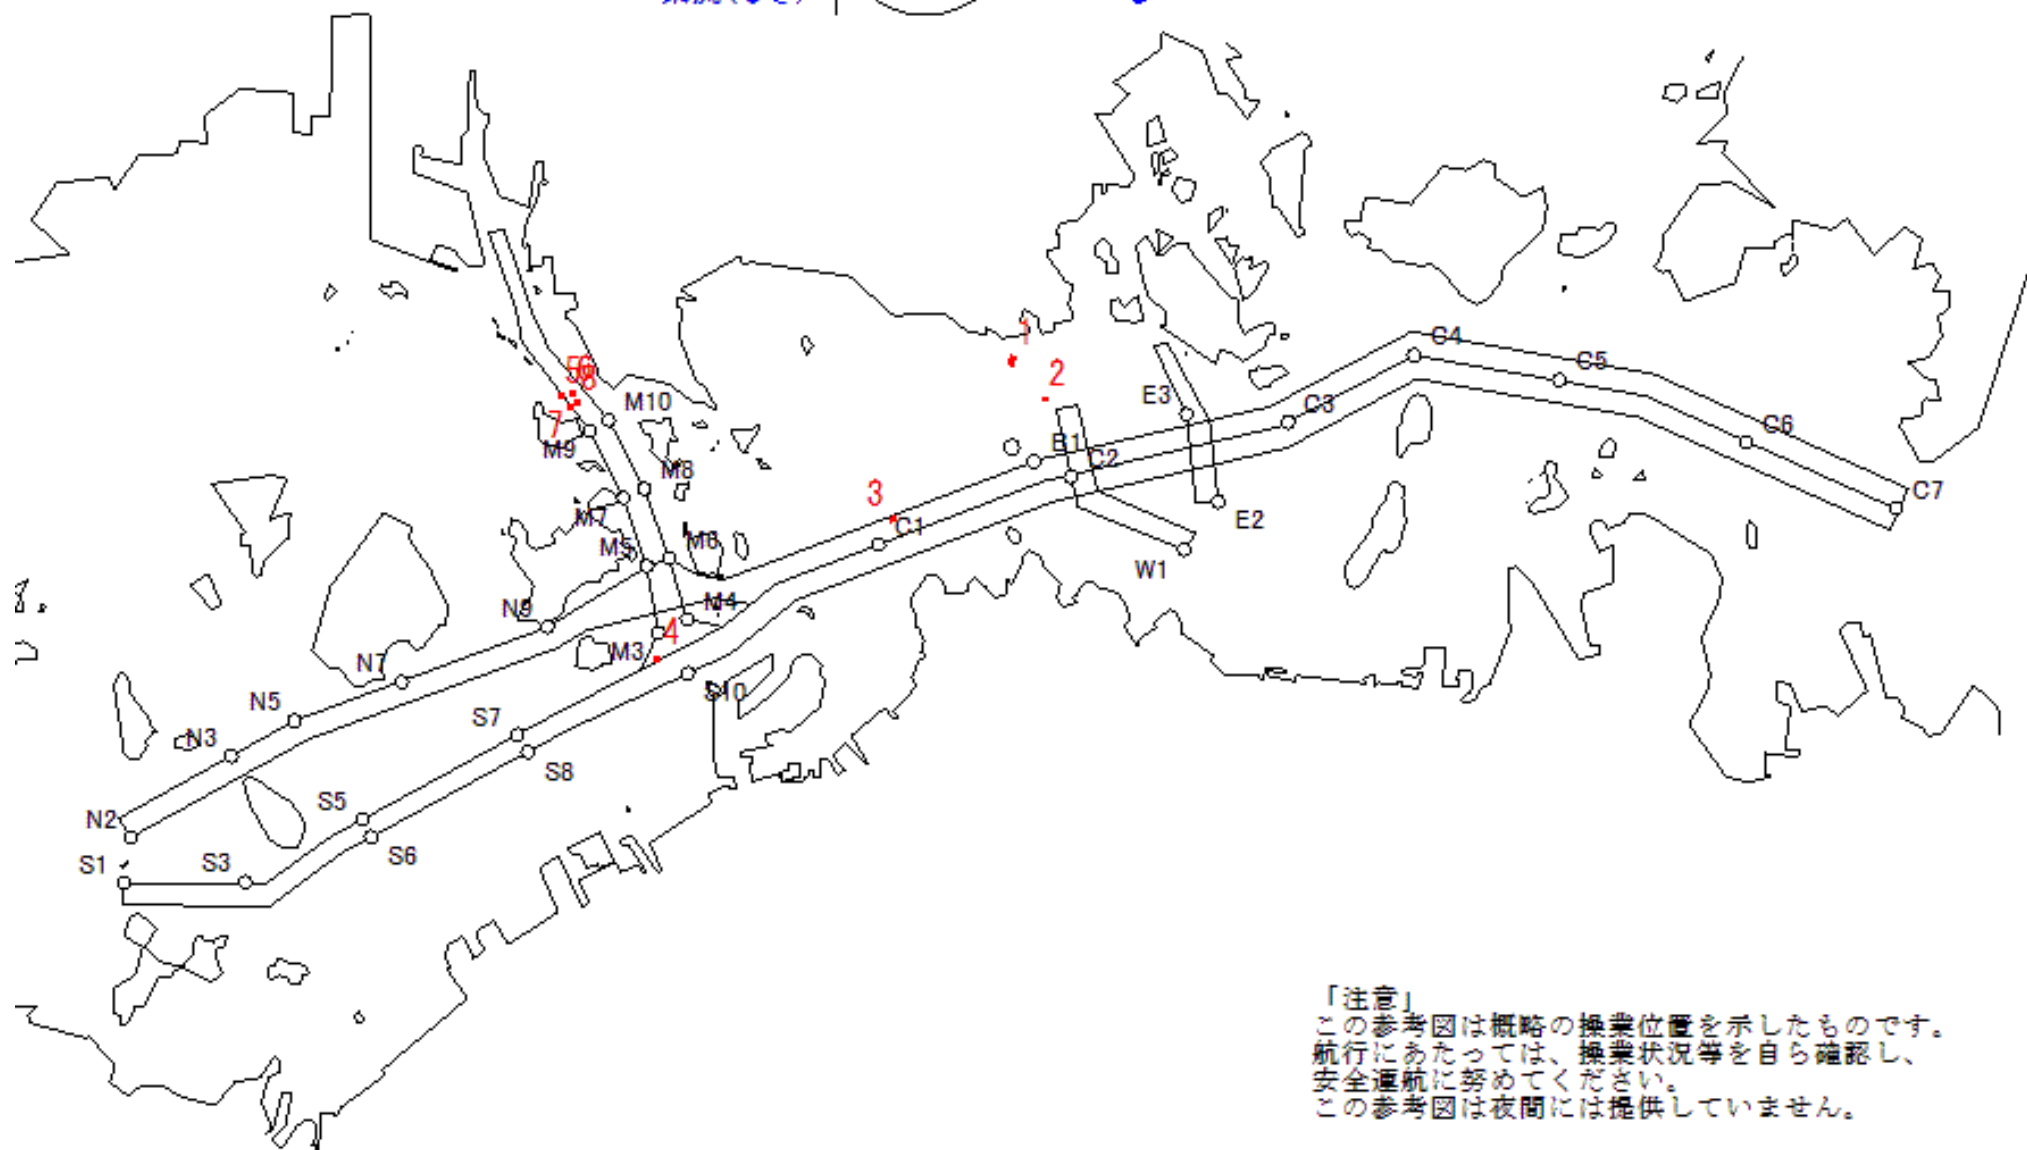 1
2
C4
C5
5 6
8
E3
M10
C3
7
B1
C6
M9
C2
M8
3
C7
M7
C1
E2
M5
M6
W1
N9
M4
4
M3
N7
S10
N5
S7
N3
S8
S5
N2
S6
S1
S3
「注意」
この参考図は概略の操業位置を示したものです。
航行にあたっては、操業状況等を自ら確認し、
安全運航に努めてください。
この参考図は夜間には提供していません。